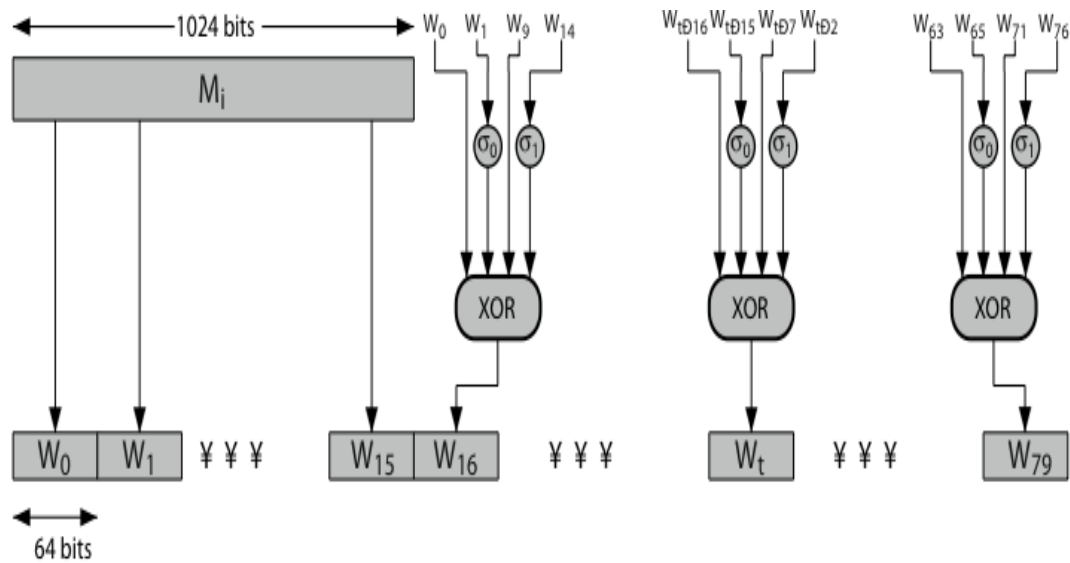 1024 bits
W₀ W₁ W₉ W₁₄
WₜÐ₁₆ WₜÐ₁₅ WₜÐ₇ WₜÐ₂
W₆₃ W₆₅ W₇₁ W₇₆
Mᵢ
σ₀ σ₁
σ₀ σ₁
σ₀ σ₁
XOR
XOR
XOR
W₀ W₁ ¥ ¥ ¥ W₁₅ W₁₆ ¥ ¥ ¥ Wₜ ¥ ¥ ¥ W₇₉
64 bits